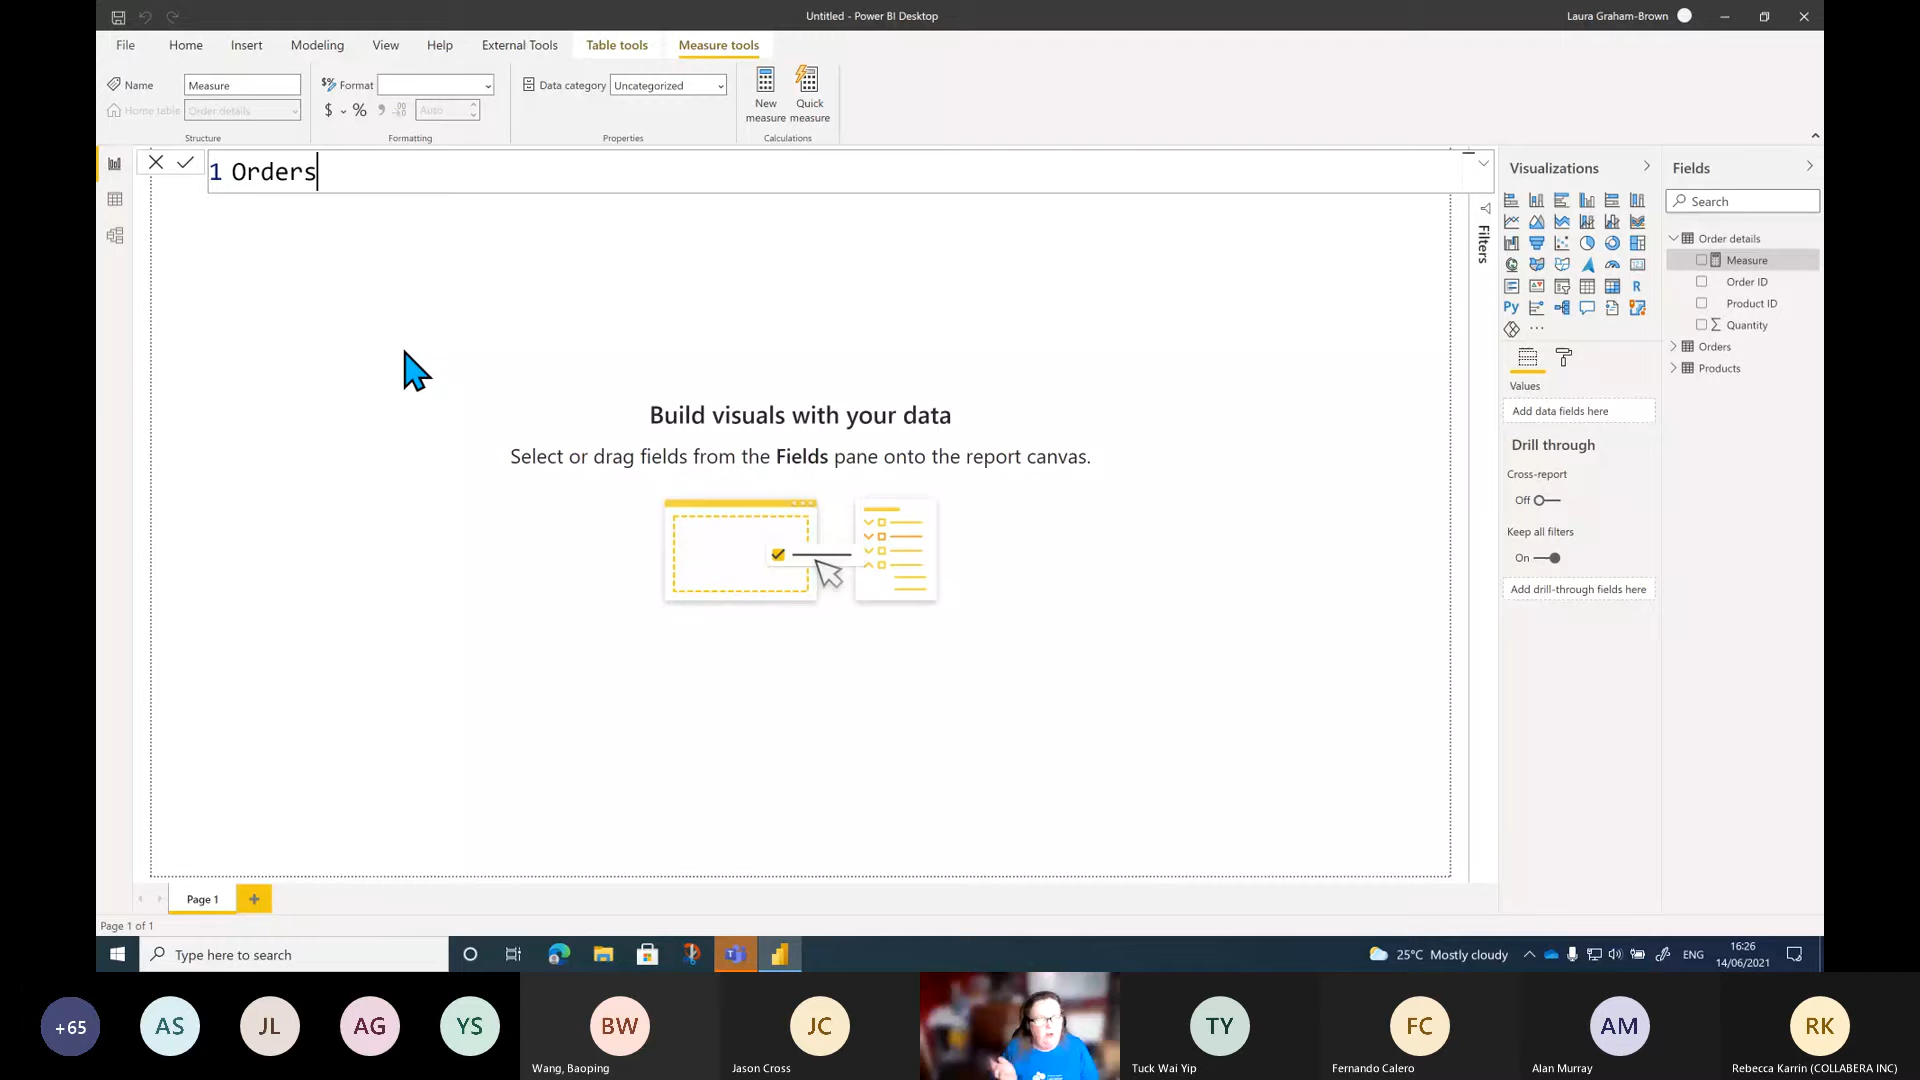 Untitled - Power BI Desktop
Laura Graham-Brown
File
Home
Insert
Modeling
View
Help
External Tools
Table tools
Measure tools
Name
Measure
Home table
Order details
Structure
Format
$
%
Auto
Formatting
Data category
Uncategorized
Properties
New measure
Quick measure
Calculations
1 Orders
Build visuals with your data
Select or drag fields from the Fields pane onto the report canvas.
Filters
Visualizations
R
Py
Values
Add data fields here
Drill through
Cross-report
Off
Keep all filters
On
Add drill-through fields here
Fields
Search
Order details
Measure
Order ID
Product ID
Quantity
Orders
Products
Page 1
Page 1 of 1
Type here to search
25°C Mostly cloudy
ENG
16:26
14/06/2021
+65
AS
JL
AG
YS
BW
Wang, Baoping
JC
Jason Cross
TY
Tuck Wai Yip
FC
Fernando Calero
AM
Alan Murray
RK
Rebecca Karrin (COLLABERA INC)